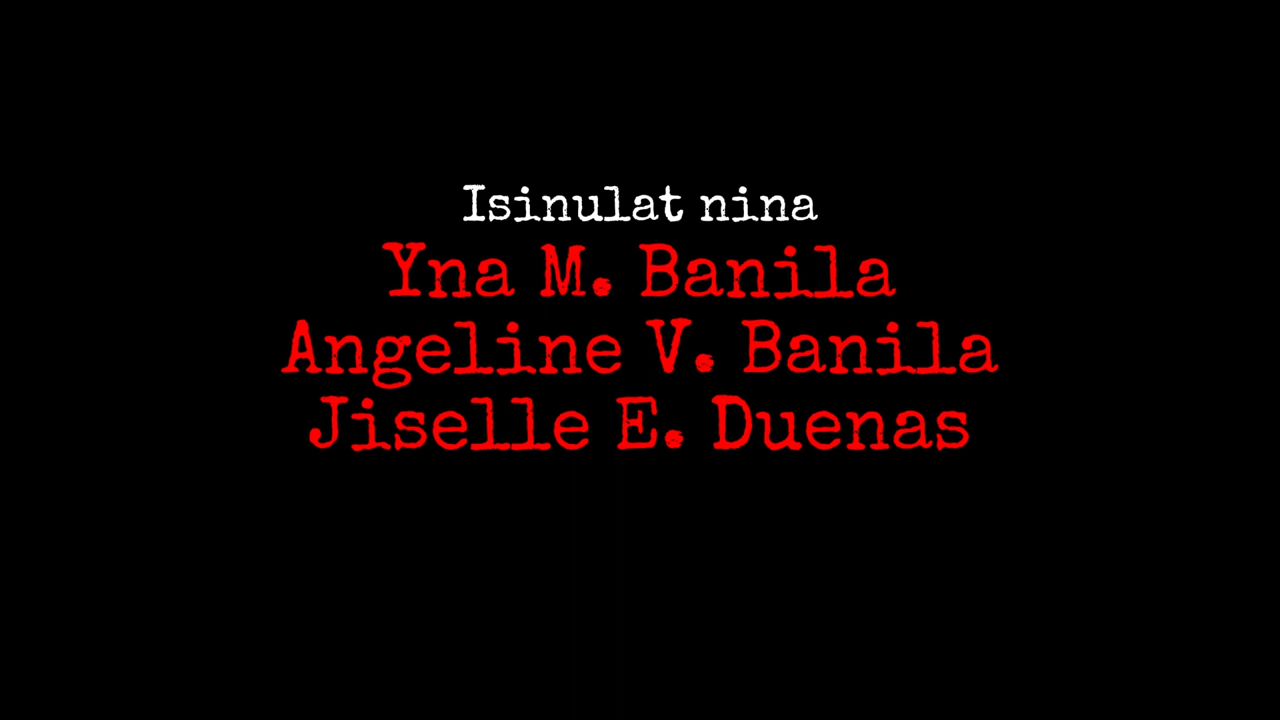 Isinulat nina
Yna M. Banila
Angeline V. Banila
Jiselle E. Duenas